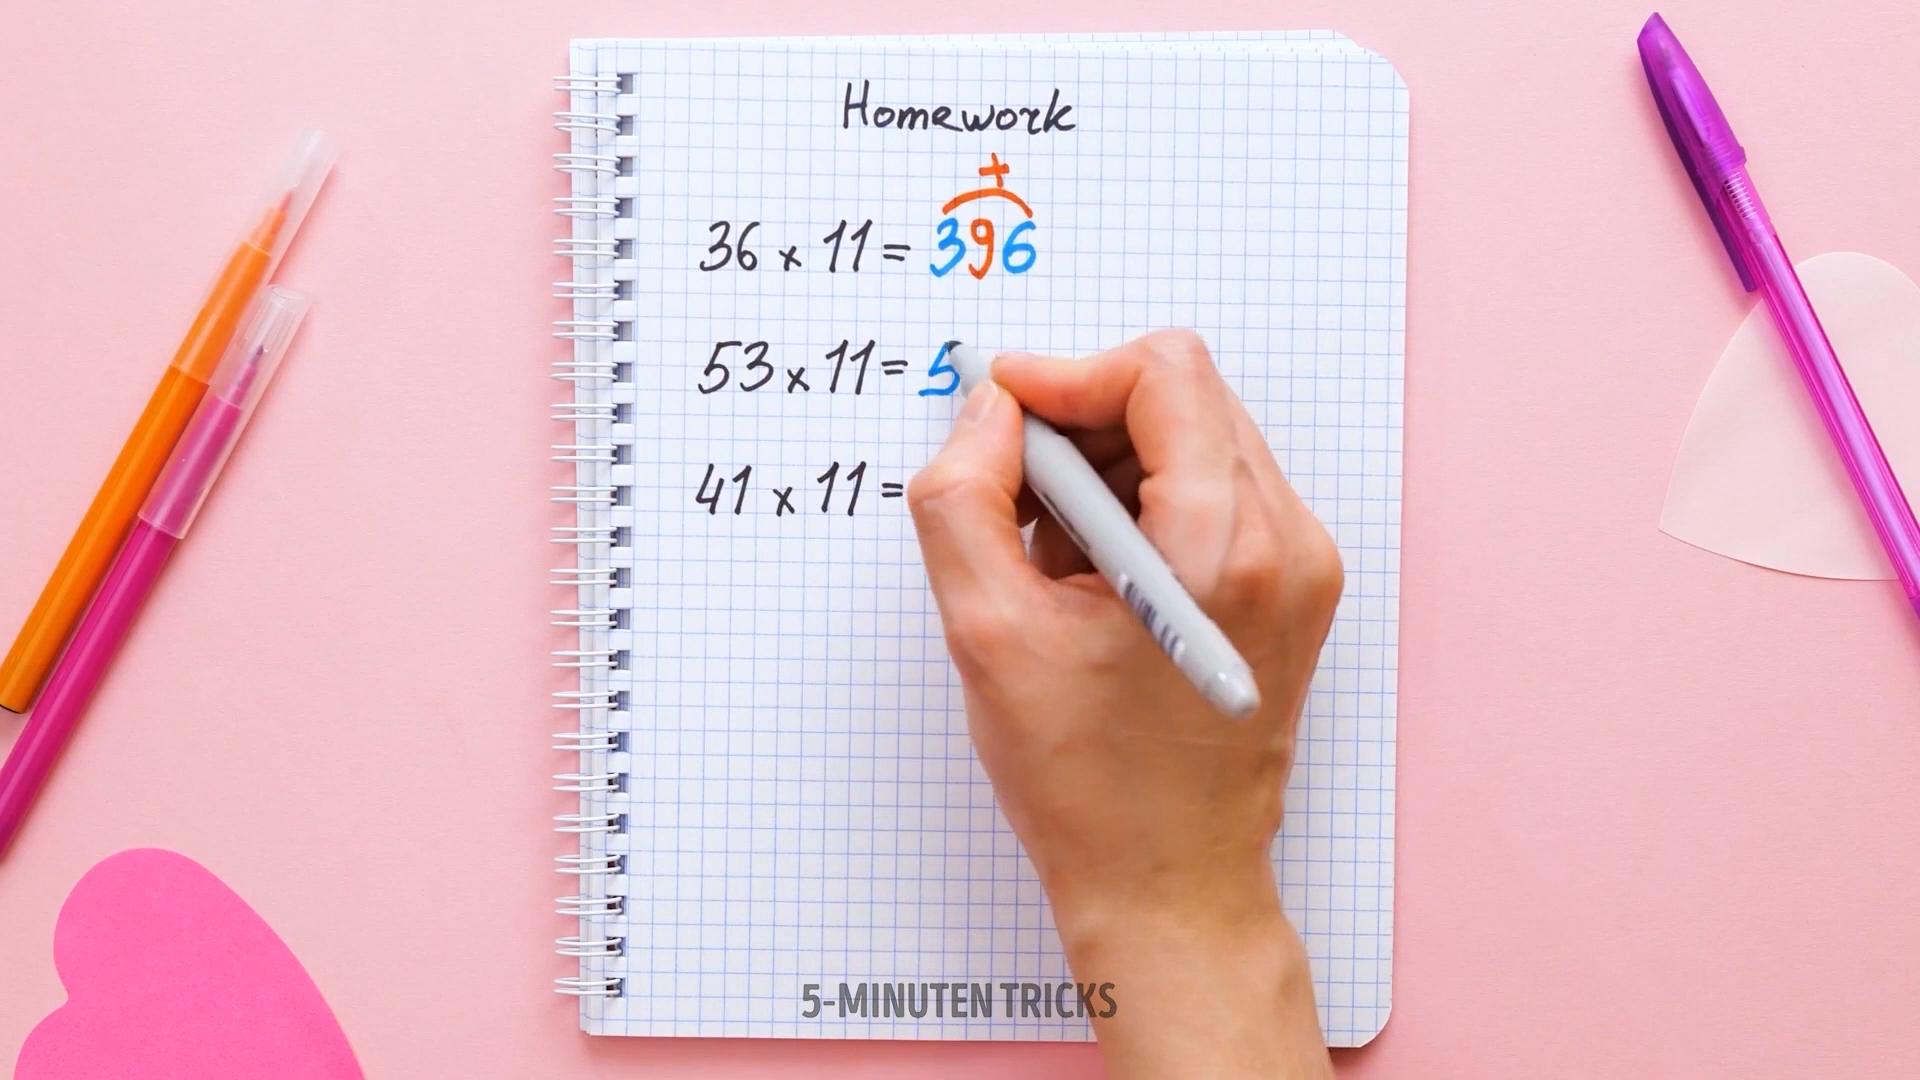 Homework
+
36 x 11 = 396
53 x 11 = 5
41 x 11 =
5-MINUTEN TRICKS